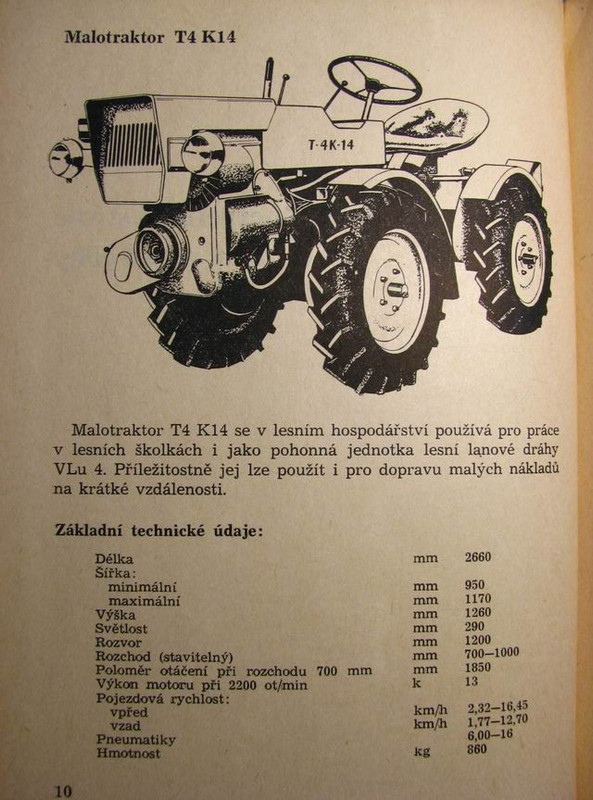 Malotraktor T4 K14
T-4K-14
Malotraktor T4 K14 se v lesním hospodářství používá pro práce
v lesních školkách i jako pohonná jednotka lesní lanové dráhy
VLu 4. Příležitostně jej lze použít i pro dopravu malých nákladů
na krátké vzdálenosti.
Základní technické údaje:
Délka mm 2660
Šířka:
minimální mm 950
maximální mm 1170
Výška mm 1260
Světlost mm 290
Rozvor mm 1200
Rozchod (stavitelný) mm 700—1000
Poloměr otáčení při rozchodu 700 mm mm 1850
Výkon motoru při 2200 ot/min k 13
Pojezdová rychlost:
vpřed km/h 2,32—16,45
vzad km/h 1,77—12,70
Pneumatiky 6,00—16
Hmotnost kg 860
10